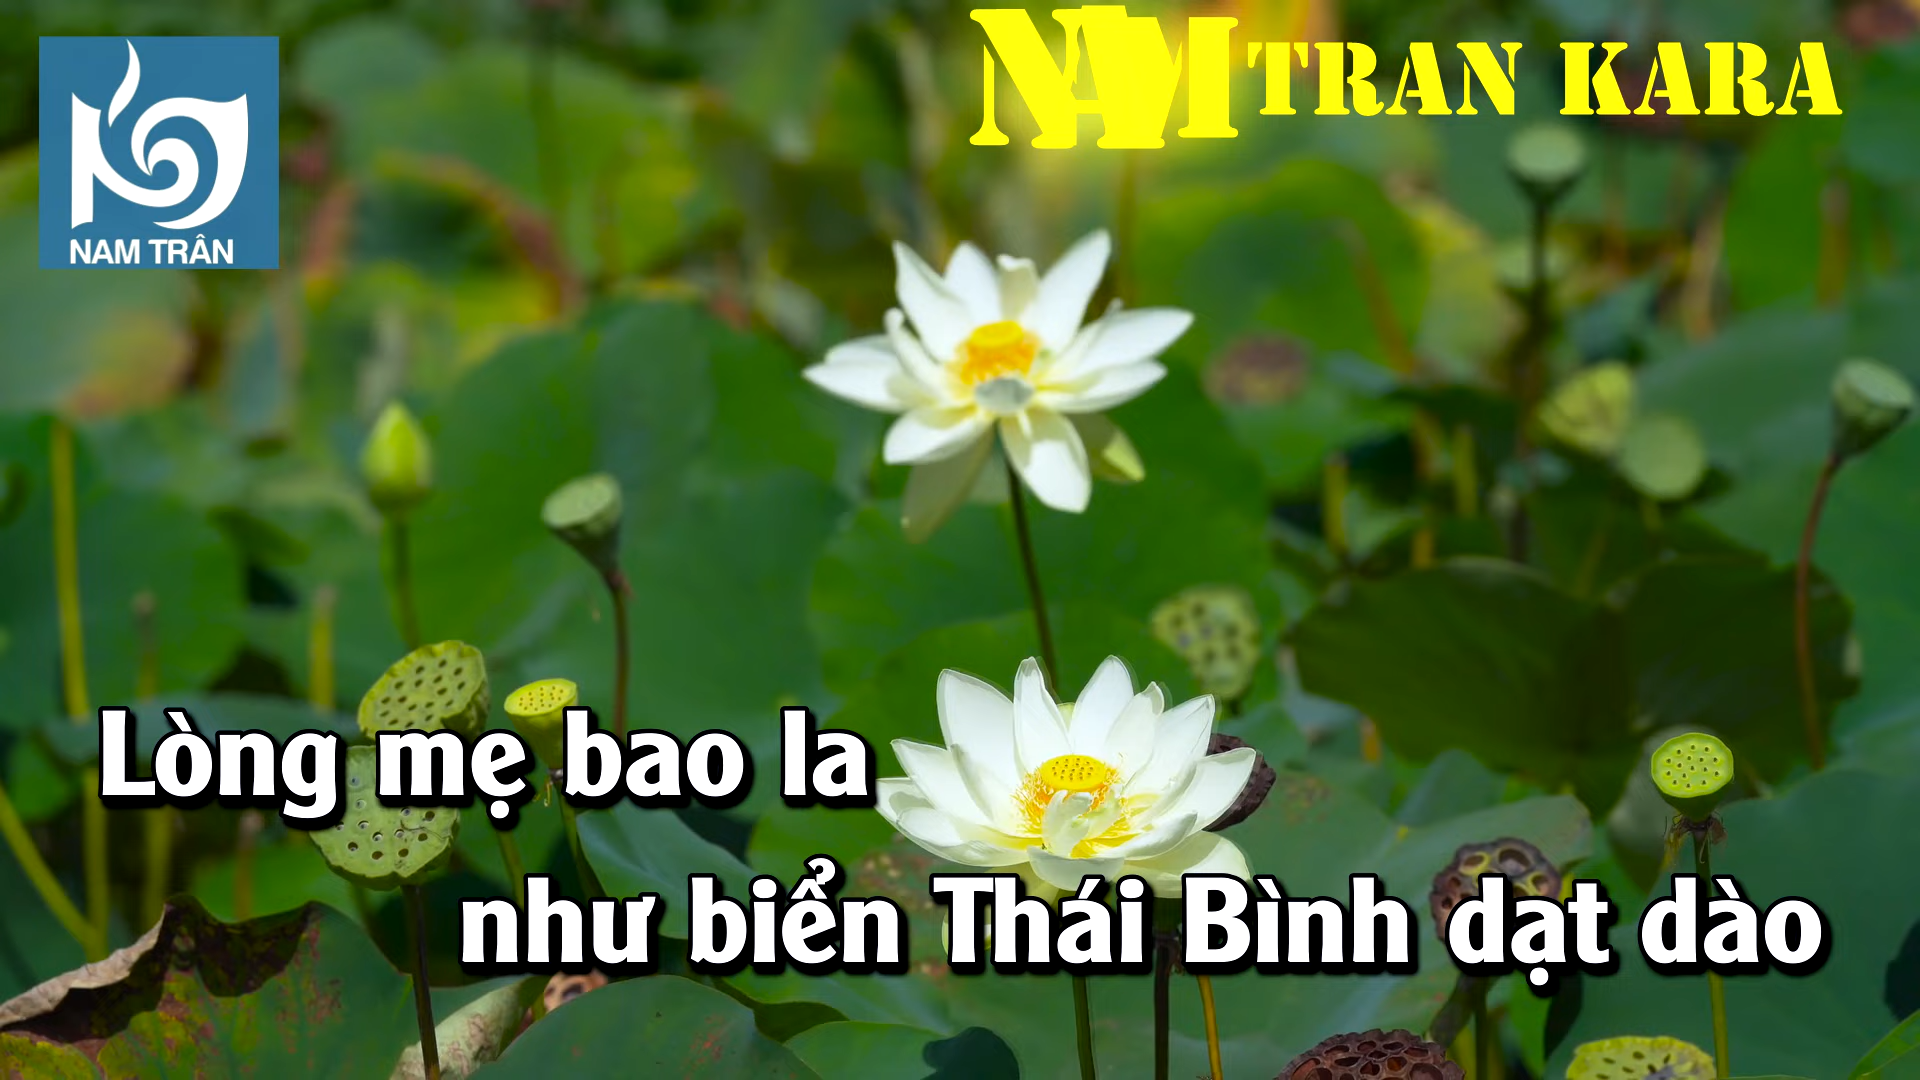 NAM TRAN KARA
NAM TRÂN
Lòng mẹ bao la
như biển Thái Bình dạt dào